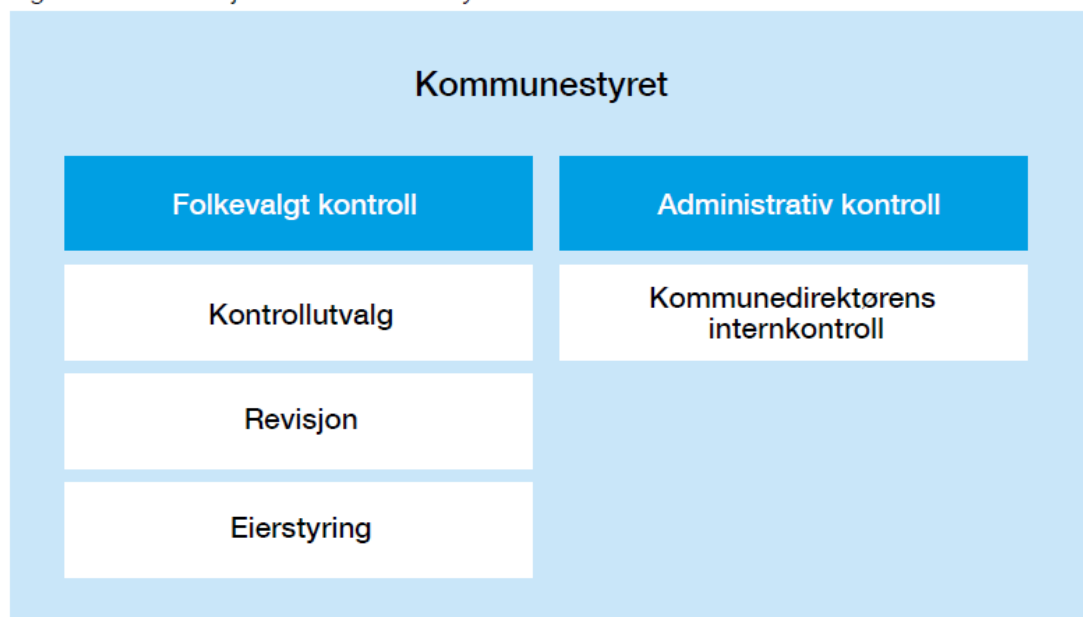 Kommunestyret
Folkevalgt kontroll
Administrativ kontroll
Kontrollutvalg
Kommunedirektørens
internkontroll
Revisjon
Eierstyring